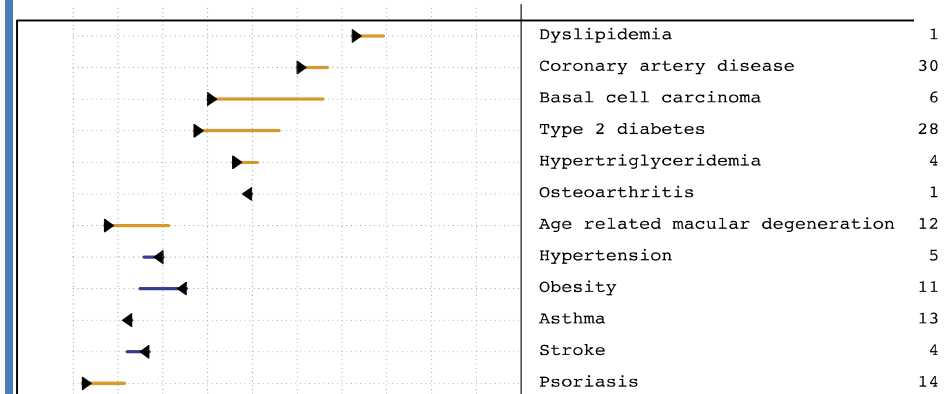 Dyslipidemia 1
Coronary artery disease 30
Basal cell carcinoma 6
Type 2 diabetes 28
Hypertriglyceridemia 4
Osteoarthritis 1
Age related macular degeneration 12
Hypertension 5
Obesity 11
Asthma 13
Stroke 4
Psoriasis 14